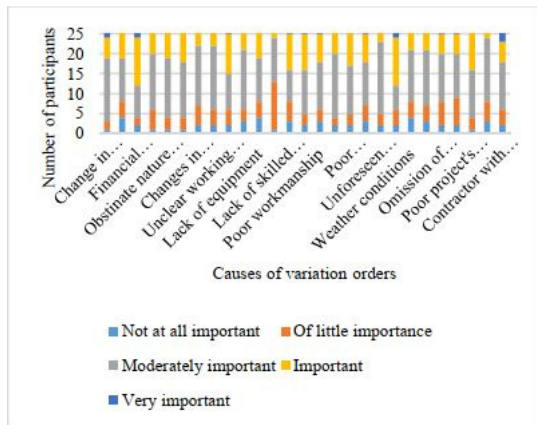 Number of participants
25
20
15
10
5
0
Change in…
Financial…
Obstinate nature…
Changes in…
Unclear working…
Lack of equipment
Lack of skilled…
Poor workmanship
Poor…
Unforeseen…
Weather conditions
Omission of…
Poor project's…
Contractor with…
Causes of variation orders
Not at all important
Of little importance
Moderately important
Important
Very important